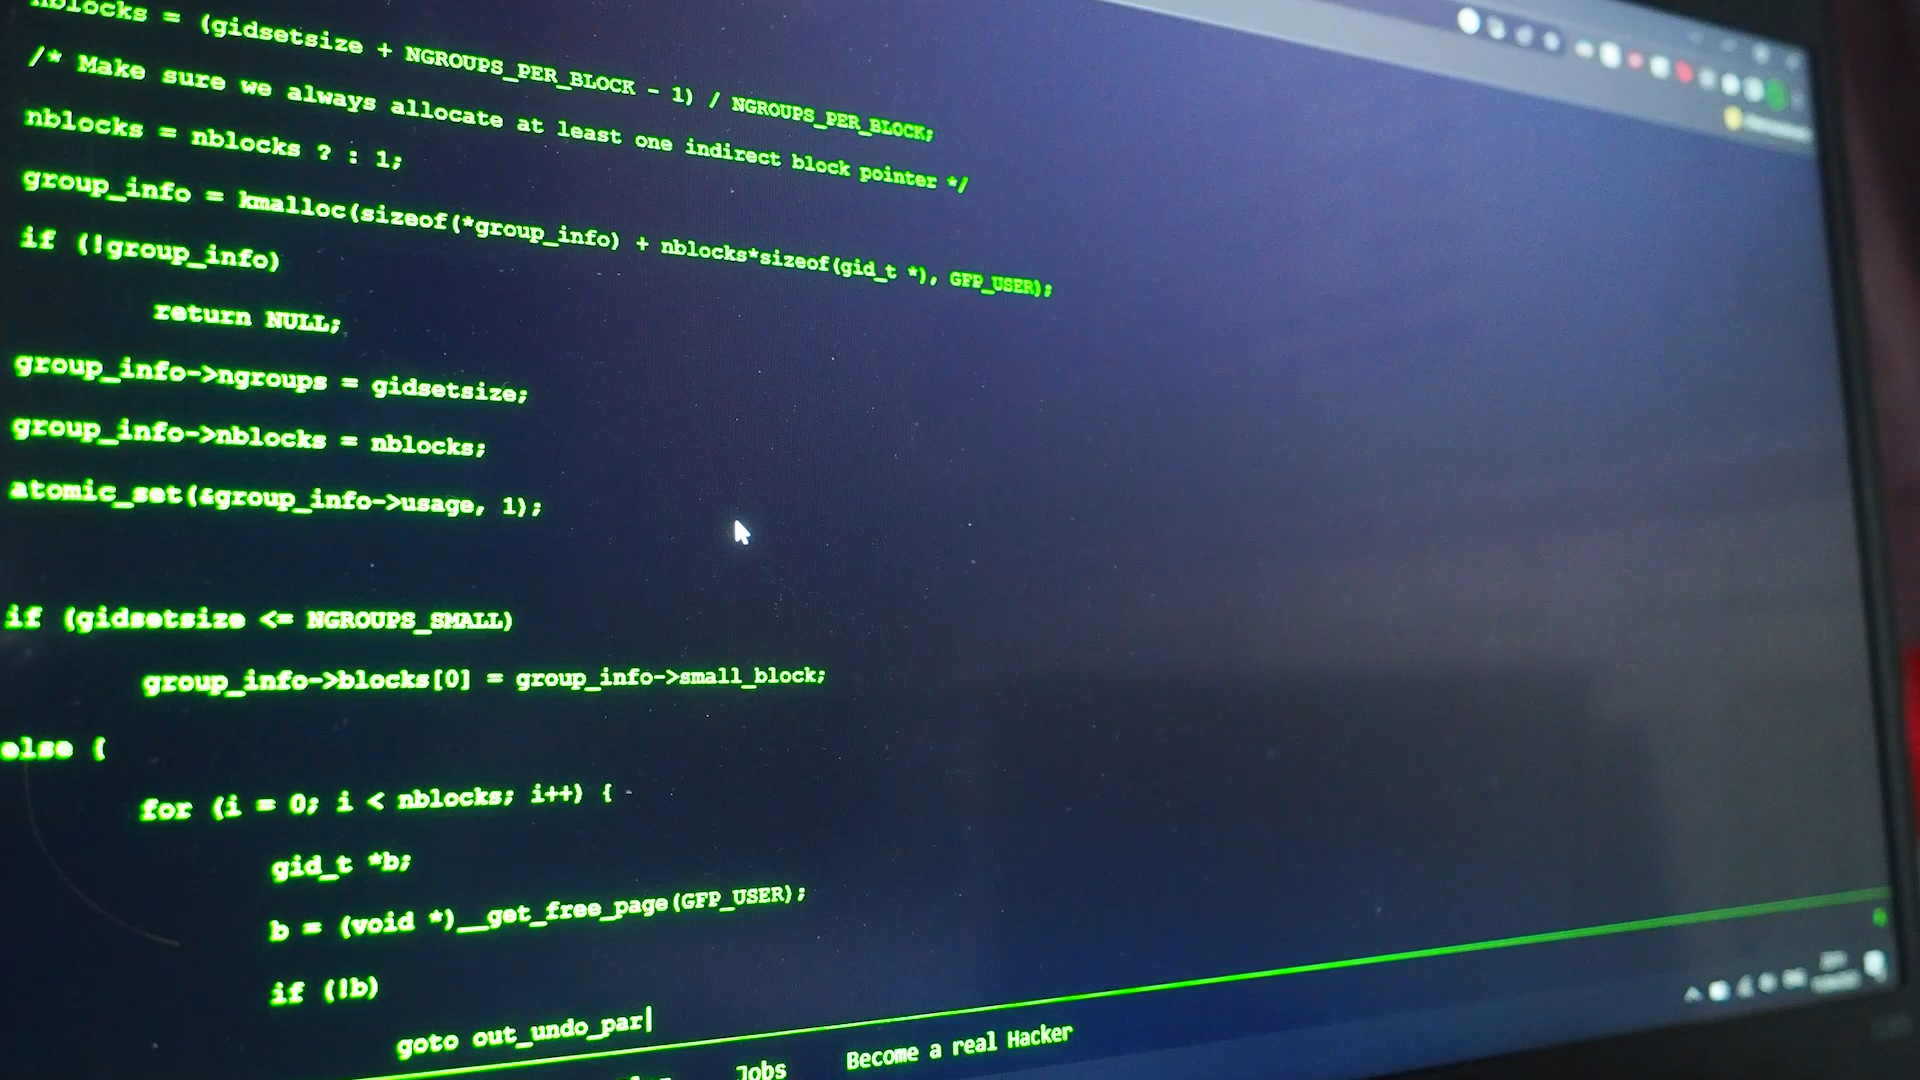 nblocks = (gidsetsize + NGROUPS_PER_BLOCK - 1) / NGROUPS_PER_BLOCK;
/* Make sure we always allocate at least one indirect block pointer */
nblocks = nblocks ? : 1;
group_info = kmalloc(sizeof(*group_info) + nblocks*sizeof(gid_t *), GFP_USER);
if (!group_info)
return NULL;
group_info->ngroups = gidsetsize;
group_info->nblocks = nblocks;
atomic_set(&group_info->usage, 1);
if (gidsetsize <= NGROUPS_SMALL)
group_info->blocks[0] = group_info->small_block;
else {
for (i = 0; i < nblocks; i++) {
gid_t *b;
b = (void *)__get_free_page(GFP_USER);
if (!b)
goto out_undo_par
Jobs
Become a real Hacker